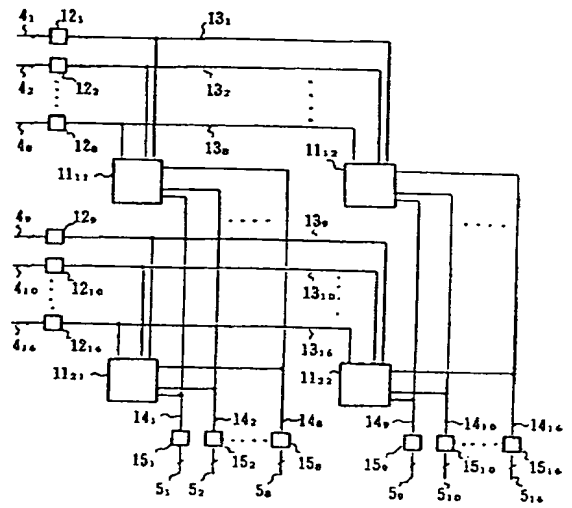 4₁ 12₁ 13₁
4₂ 12₂ 13₂
4₈ 12₈ 13₈
11₁₁ 11₁₂
4₉ 12₉ 13₉
4₁₀ 12₁₀ 13₁₀
4₁₆ 12₁₆ 13₁₆
11₂₁ 11₂₂
14₁ 14₂ 14₈ 14₉ 14₁₀ 14₁₆
15₁ 15₂ 15₈ 15₉ 15₁₀ 15₁₆
5₁ 5₂ 5₈ 5₉ 5₁₀ 5₁₆